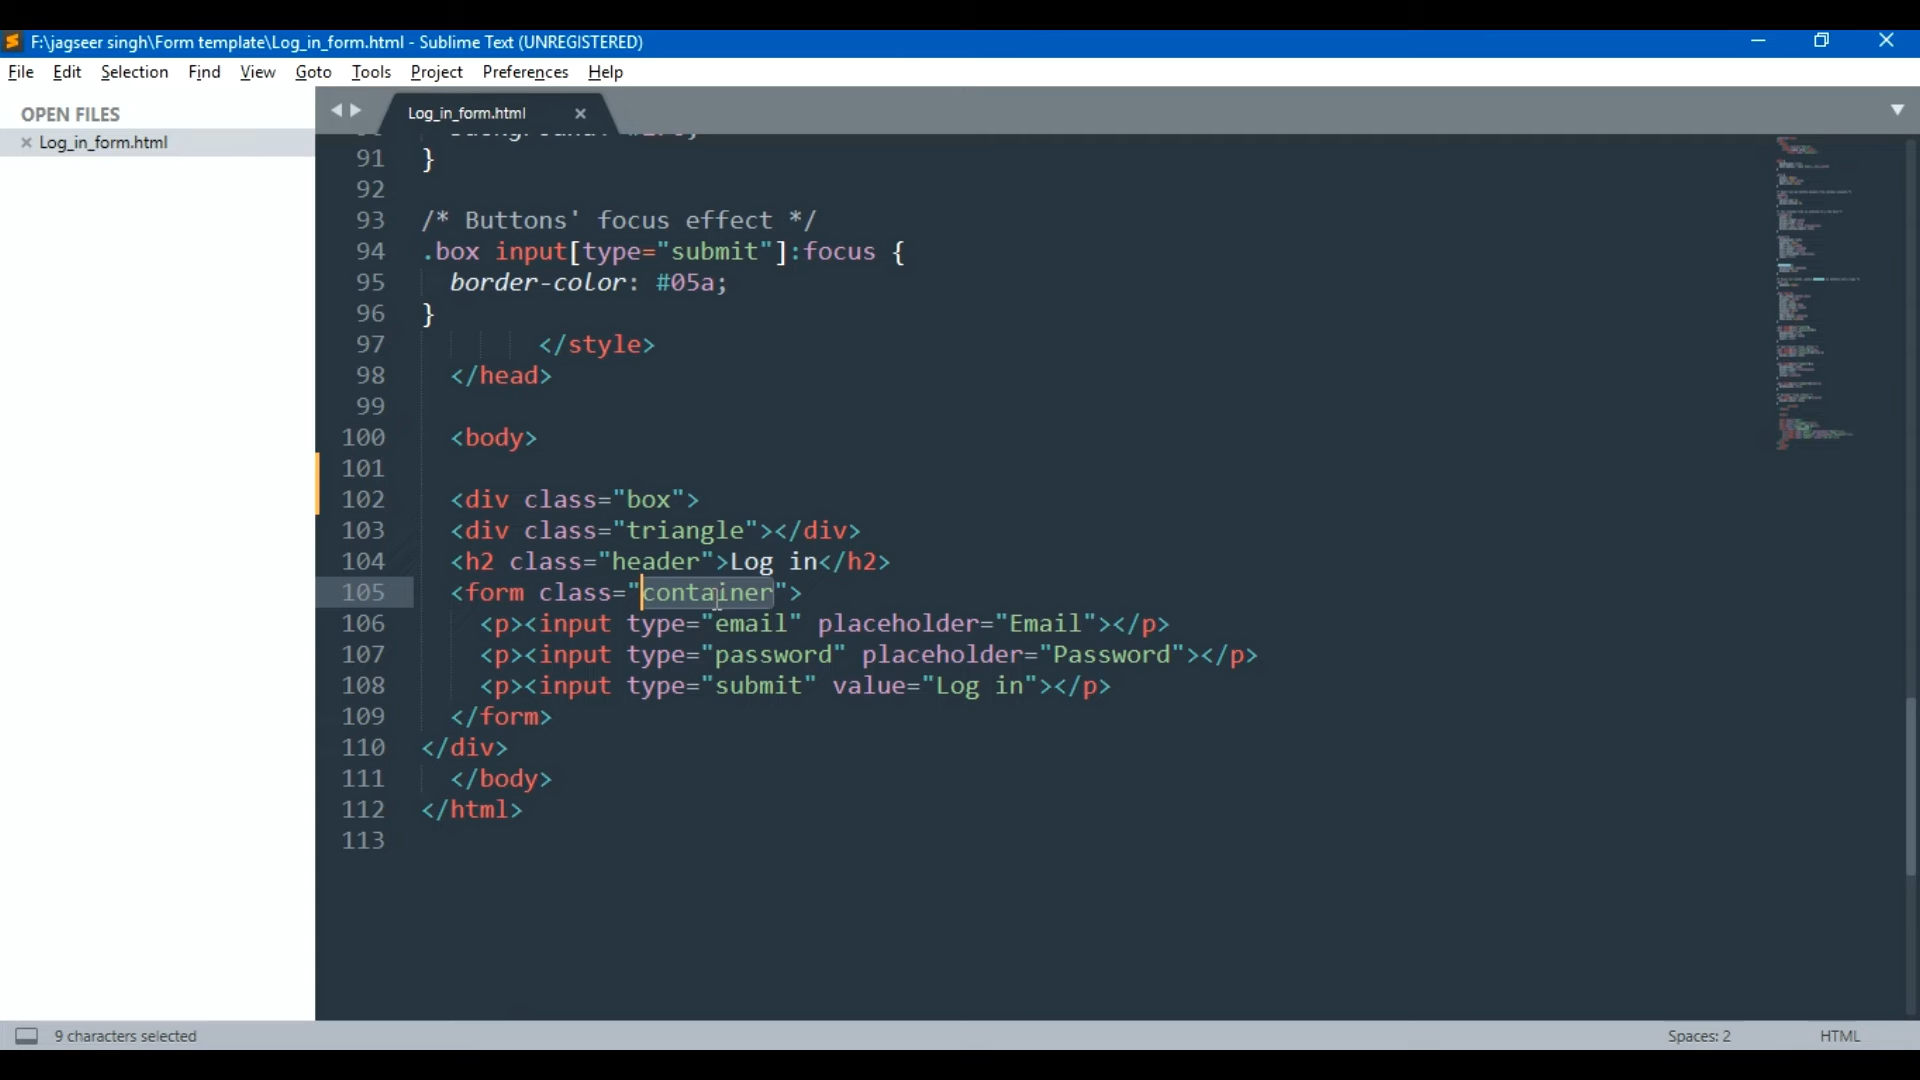 F:\jagseer singh\Form template\Log_in_form.html - Sublime Text (UNREGISTERED)
File Edit Selection Find View Goto Tools Project Preferences Help
OPEN FILES
Log_in_form.html
Log_in_form.html
91 }
92
93 /* Buttons' focus effect */
94 .box input[type="submit"]:focus {
95 border-color: #05a;
96 }
97 </style>
98 </head>
99
100 <body>
101
102 <div class="box">
103 <div class="triangle"></div>
104 <h2 class="header">Log in</h2>
105 <form class="container">
106 <p><input type="email" placeholder="Email"></p>
107 <p><input type="password" placeholder="Password"></p>
108 <p><input type="submit" value="Log in"></p>
109 </form>
110 </div>
111 </body>
112 </html>
113
9 characters selected
Spaces: 2 HTML